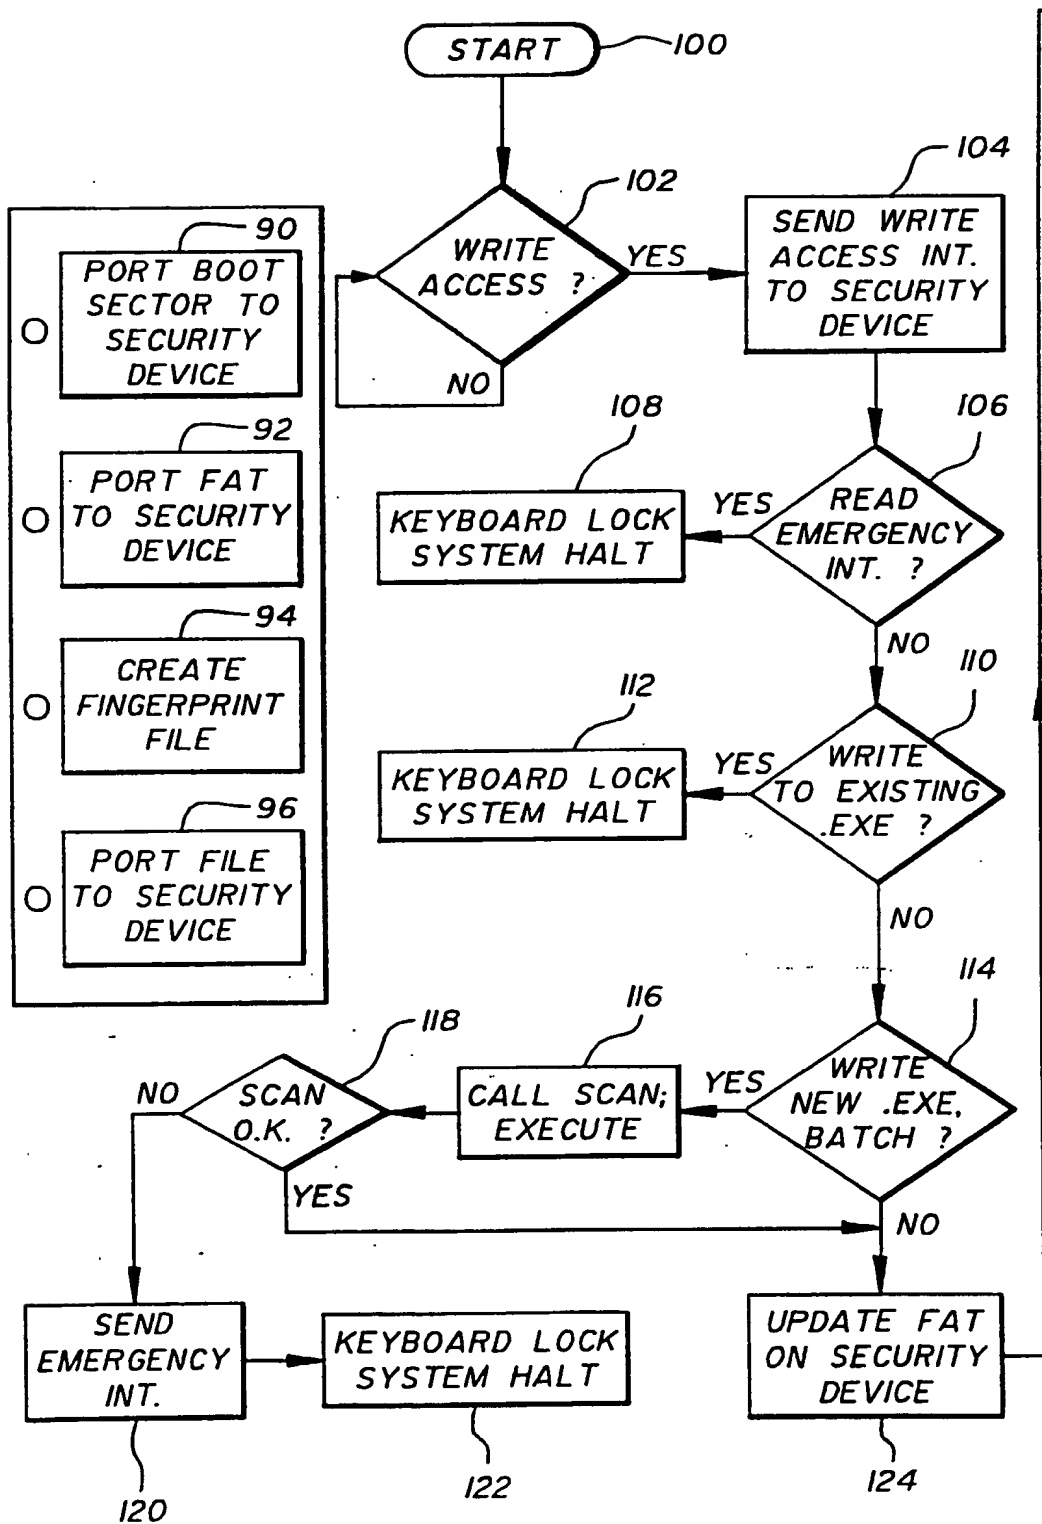 START
100
102
WRITE
ACCESS ?
YES
NO
104
SEND WRITE
ACCESS INT.
TO SECURITY
DEVICE
90
PORT BOOT
SECTOR TO
SECURITY
DEVICE
92
PORT FAT
TO SECURITY
DEVICE
94
CREATE
FINGERPRINT
FILE
96
PORT FILE
TO SECURITY
DEVICE
106
READ
EMERGENCY
INT. ?
YES
NO
108
KEYBOARD LOCK
SYSTEM HALT
110
WRITE
TO EXISTING
.EXE ?
YES
NO
112
KEYBOARD LOCK
SYSTEM HALT
114
WRITE
NEW .EXE,
BATCH ?
YES
NO
116
CALL SCAN;
EXECUTE
118
SCAN
O.K. ?
NO
YES
SEND
EMERGENCY
INT.
120
KEYBOARD LOCK
SYSTEM HALT
122
UPDATE FAT
ON SECURITY
DEVICE
124